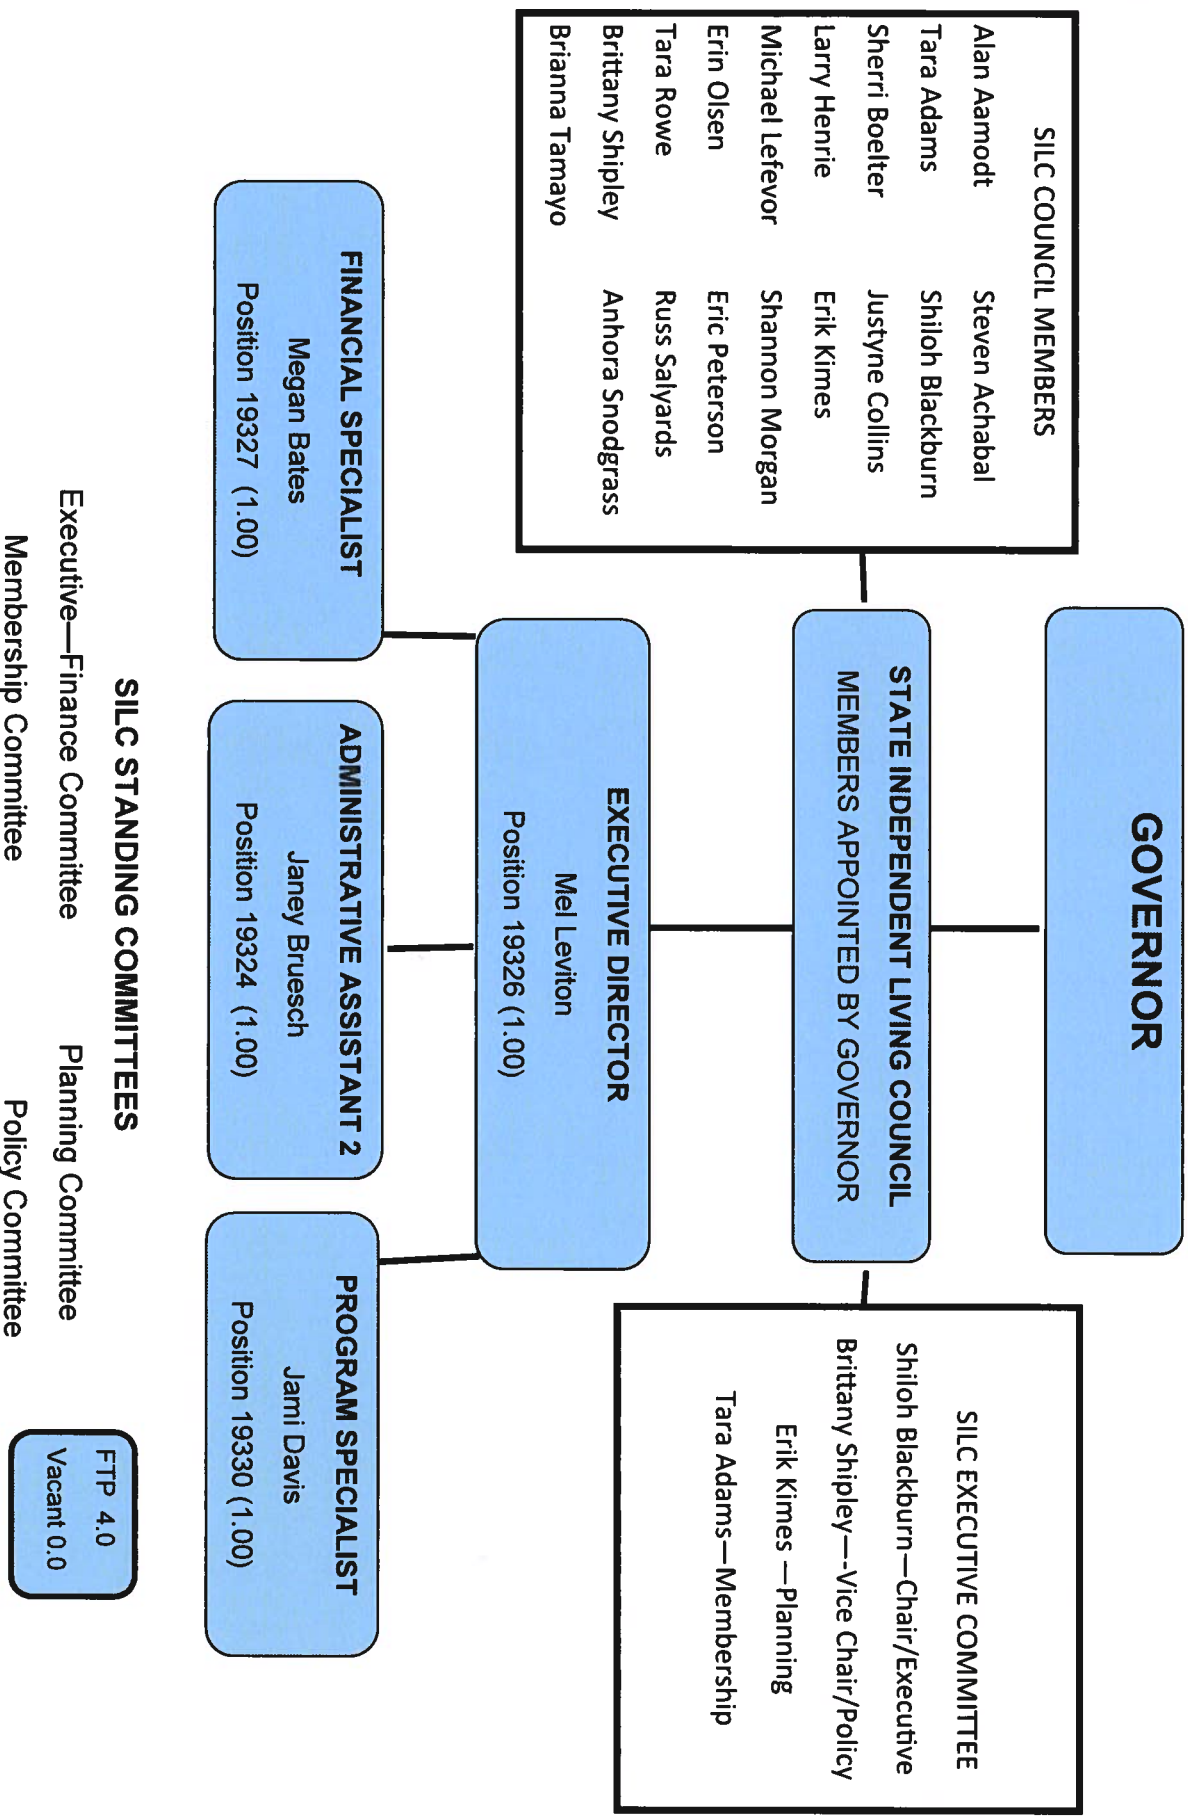 GOVERNOR
STATE INDEPENDENT LIVING COUNCIL
MEMBERS APPOINTED BY GOVERNOR
SILC COUNCIL MEMBERS
Alan Aamodt Steven Achabal
Tara Adams Shiloh Blackburn
Sherri Boelter Justyne Collins
Larry Henrie Erik Kimes
Michael Lefevor Shannon Morgan
Erin Olsen Eric Peterson
Tara Rowe Russ Salyards
Brittany Shipley Anhora Snodgrass
Brianna Tamayo
SILC EXECUTIVE COMMITTEE
Shiloh Blackburn—Chair/Executive
Brittany Shipley—-Vice Chair/Policy
Erik Kimes —Planning
Tara Adams—Membership
EXECUTIVE DIRECTOR
Mel Leviton
Position 19326 (1.00)
FINANCIAL SPECIALIST
Megan Bates
Position 19327 (1.00)
ADMINISTRATIVE ASSISTANT 2
Janey Bruesch
Position 19324 (1.00)
PROGRAM SPECIALIST
Jami Davis
Position 19330 (1.00)
SILC STANDING COMMITTEES
Executive—Finance Committee Planning Committee
Membership Committee Policy Committee
FTP 4.0
Vacant 0.0